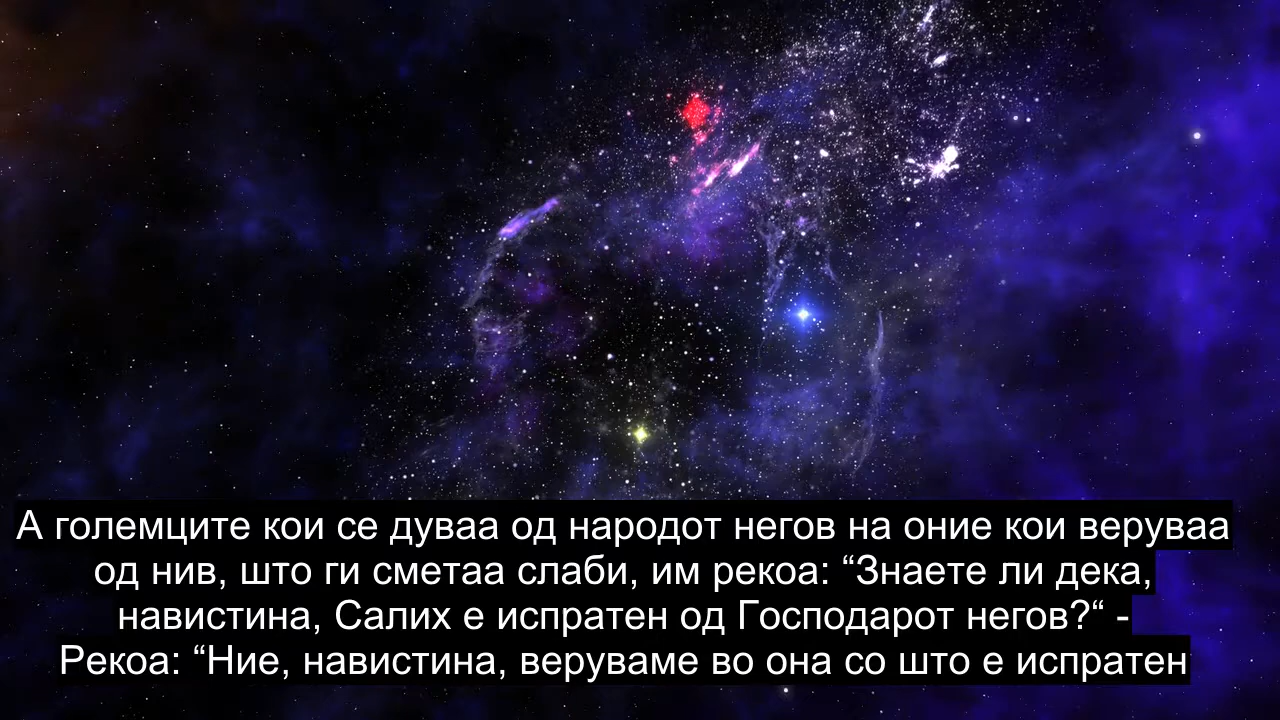 А големците кои се дуваа од народот негов на оние кои веруваа
од нив, што ги сметаа слаби, им рекоа: “Знаете ли дека,
навистина, Салих е испратен од Господарот негов?“ -
Рекоа: “Ние, навистина, веруваме во она со што е испратен